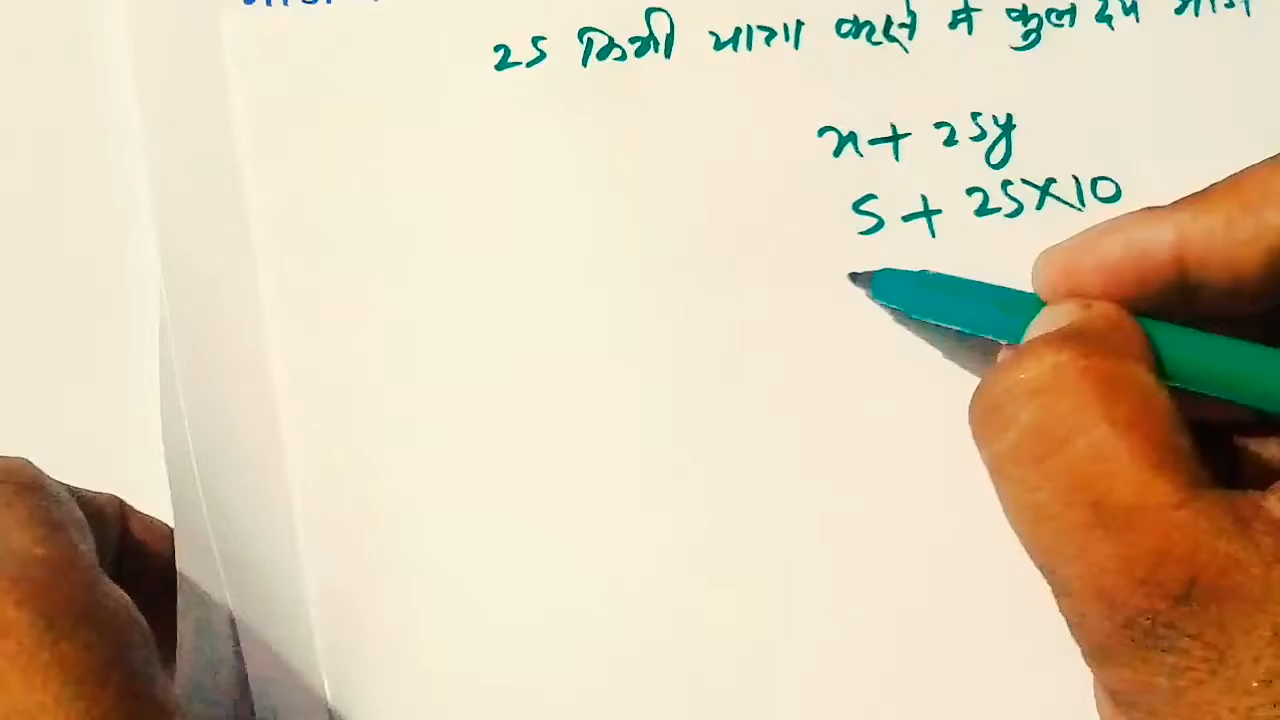 25 किमी यात्रा करने में कुल देय भाड़ा
x + 25y
5 + 25×10